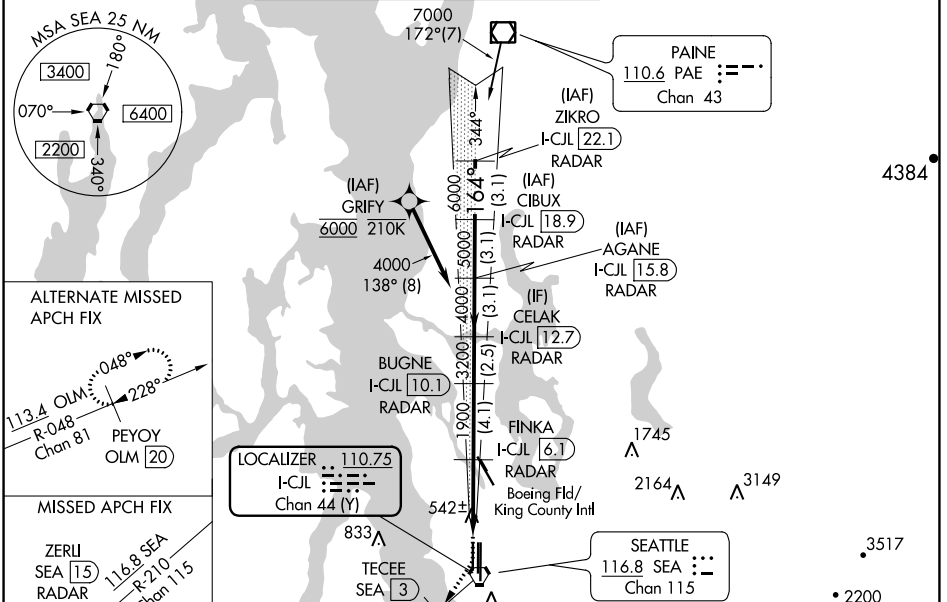 MSA SEA 25 NM
180°
3400
070°
6400
2200
340°
7000
172°(7)
PAINE
110.6 PAE
Chan 43
344°
(IAF)
ZIKRO
I-CJL 22.1
RADAR
4384
6000
164°
(3.1)
(IAF)
CIBUX
I-CJL 18.9
RADAR
(IAF)
GRIFY
6000 210K
4000
138° (8)
5000
(3.1)
(IAF)
AGANE
I-CJL 15.8
RADAR
4000
(3.1)
(IF)
CELAK
I-CJL 12.7
RADAR
3200
(2.5)
BUGNE
I-CJL 10.1
RADAR
1900
(4.1)
FINKA
I-CJL 6.1
RADAR
Boeing Fld/
King County Intl
ALTERNATE MISSED
APCH FIX
048°
228°
113.4 OLM
R-048
Chan 81
PEYOY
OLM 20
1745
2164
3149
LOCALIZER 110.75
I-CJL
Chan 44 (Y)
542±
833
MISSED APCH FIX
ZERLI
SEA 15
RADAR
116.8 SEA
R-210
Chan 115
TECEE
SEA 3
SEATTLE
116.8 SEA
Chan 115
3517
2200